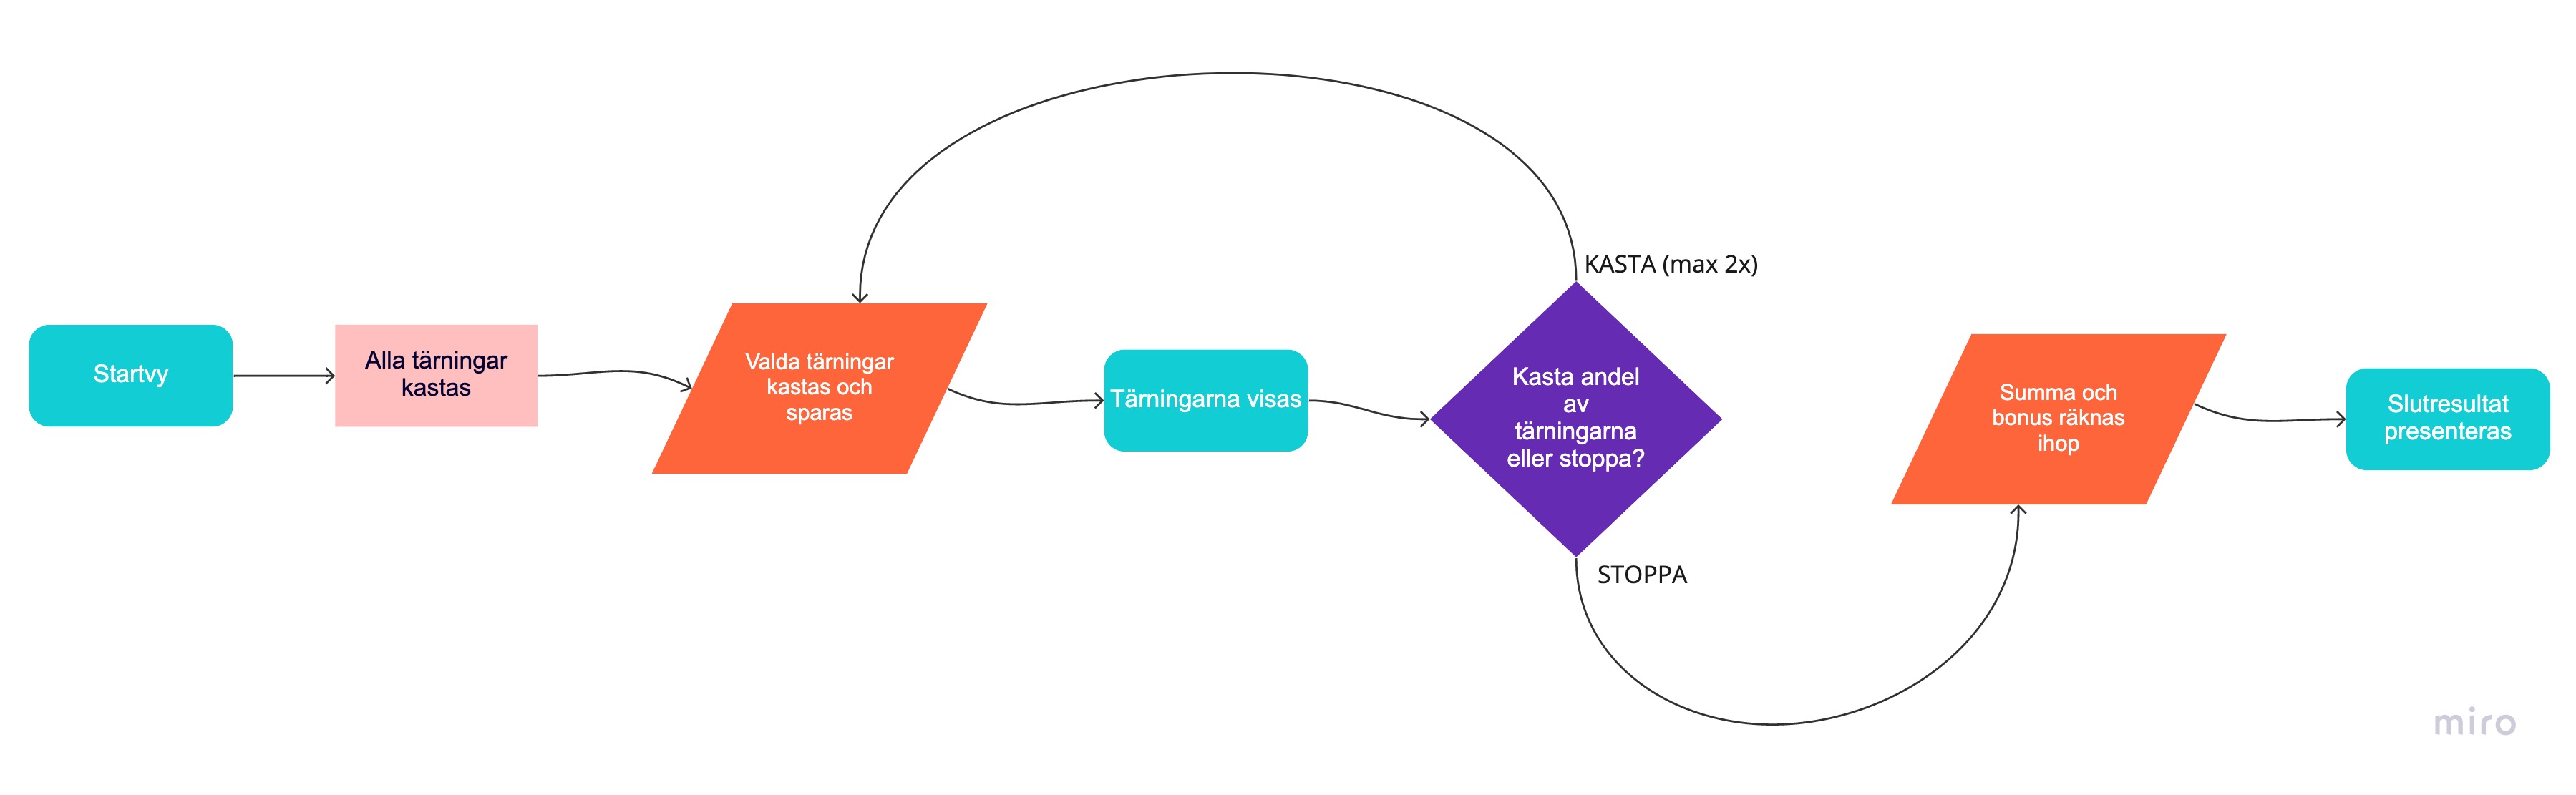 Startvy
Alla tärningar
kastas
Valda tärningar
kastas och
sparas
Tärningarna visas
KASTA (max 2x)
Kasta andel
av
tärningarna
eller stoppa?
STOPPA
Summa och
bonus räknas
ihop
Slutresultat
presenteras
miro